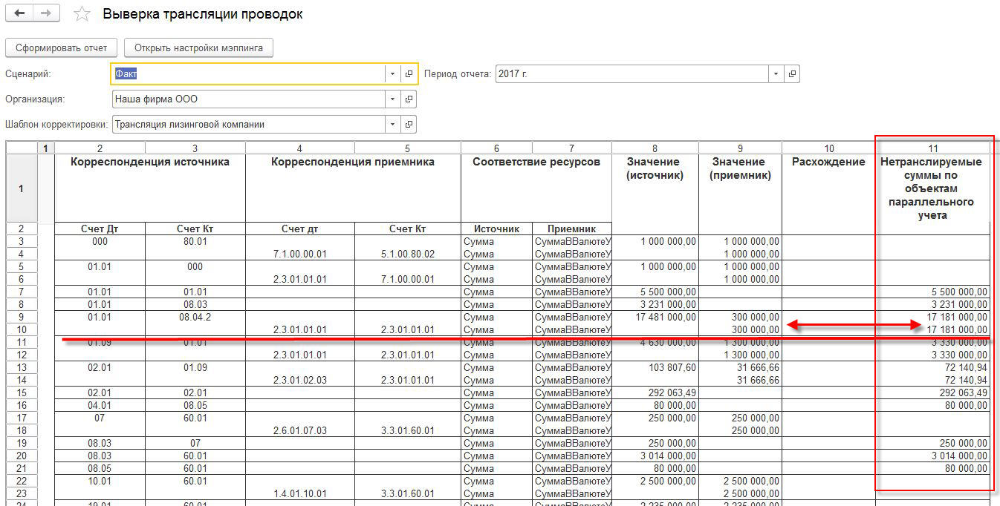 Выверка трансляции проводок
Сформировать отчет Открыть настройки мэппинга
Сценарий: Факт Период отчета: 2017 г.
Организация: Наша фирма ООО
Шаблон корректировки: Трансляция лизинговой компании
1 2 3 4 5 6 7 8 9 10 11
Корреспонденция источника Корреспонденция приемника Соответствие ресурсов Значение Значение Расхождение Нетранслируемые
(источник) (приемник) суммы по
1 объектам
параллельного
учета
2 Счет Дт Счет Кт Счет дт Счет Кт Источник Приемник
3 000 80.01 Сумма СуммаВВалютеУ 1 000 000,00 1 000 000,00
4 7.1.00.00.01 5.1.00.80.02 Сумма СуммаВВалютеУ 1 000 000,00
5 01.01 000 Сумма СуммаВВалютеУ 1 000 000,00 1 000 000,00
6 2.3.01.01.01 7.1.00.00.01 Сумма СуммаВВалютеУ 1 000 000,00
7 01.01 01.01 Сумма СуммаВВалютеУ 5 500 000,00 5 500 000,00
8 01.01 08.03 Сумма СуммаВВалютеУ 3 231 000,00 3 231 000,00
9 01.01 08.04.2 Сумма СуммаВВалютеУ 17 481 000,00 300 000,00 17 181 000,00
10 2.3.01.01.01 2.3.01.01.01 Сумма СуммаВВалютеУ 300 000,00 17 181 000,00
11 01.09 01.01 Сумма СуммаВВалютеУ 4 630 000,00 1 300 000,00 3 330 000,00
12 2.3.01.01.01 2.3.01.01.01 Сумма СуммаВВалютеУ 1 300 000,00 3 330 000,00
13 02.01 01.09 Сумма СуммаВВалютеУ 103 807,60 31 666,66 72 140,94
14 2.3.01.02.03 2.3.01.01.01 Сумма СуммаВВалютеУ 31 666,66 72 140,94
15 02.01 02.01 Сумма СуммаВВалютеУ 292 063,49 292 063,49
16 04.01 08.05 Сумма СуммаВВалютеУ 80 000,00 80 000,00
17 07 60.01 Сумма СуммаВВалютеУ 250 000,00 250 000,00
18 2.6.01.07.03 3.3.01.60.01 Сумма СуммаВВалютеУ 250 000,00
19 08.03 07 Сумма СуммаВВалютеУ 250 000,00 250 000,00
20 08.03 60.01 Сумма СуммаВВалютеУ 3 014 000,00 3 014 000,00
21 08.05 60.01 Сумма СуммаВВалютеУ 80 000,00 80 000,00
22 10.01 60.01 Сумма СуммаВВалютеУ 2 500 000,00 2 500 000,00
23 1.4.01.10.01 3.3.01.60.01 Сумма СуммаВВалютеУ 2 500 000,00